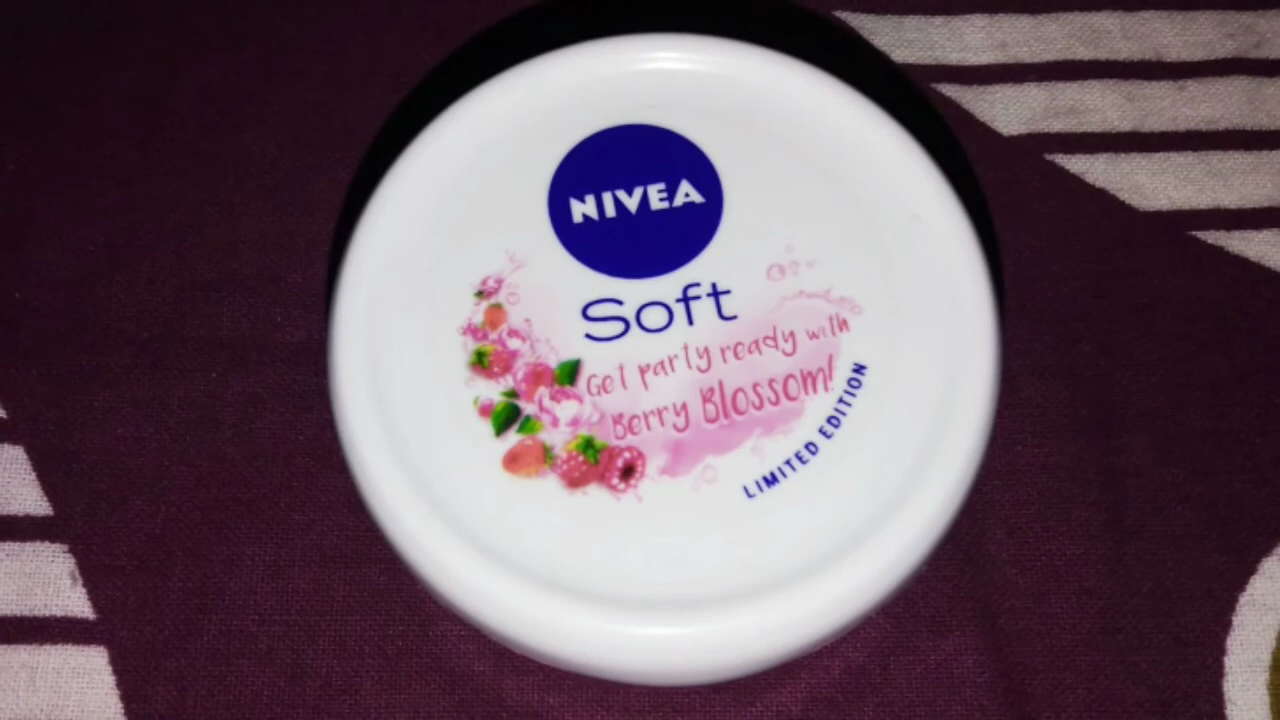 NIVEA
Soft
Get party ready with
Berry Blossom!
LIMITED EDITION